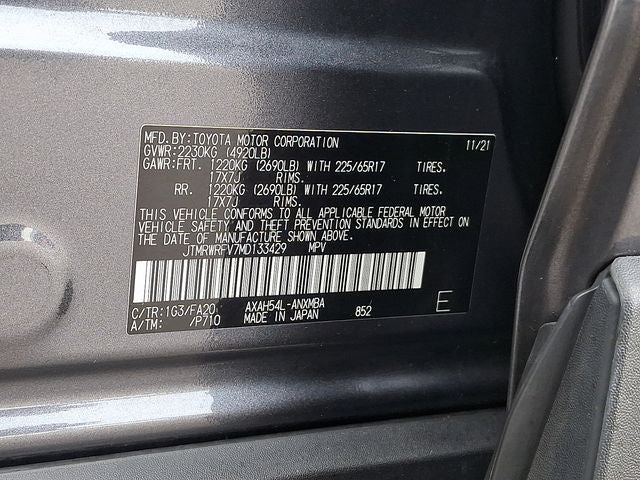 MFD.BY:TOYOTA MOTOR CORPORATION 11/21
GVWR:2230KG (4920LB)
GAWR:FRT. 1220KG (2690LB) WITH 225/65R17 TIRES.
17X7J RIMS.
RR. 1220KG (2690LB) WITH 225/65R17 TIRES.
17X7J RIMS.
THIS VEHICLE CONFORMS TO ALL APPLICABLE FEDERAL MOTOR
VEHICLE SAFETY AND THEFT PREVENTION STANDARDS IN EFFECT ON
THE DATE OF MANUFACTURE SHOWN ABOVE.
JTMRWRFV7MD133429 MPV
C/TR:1G3/FA20 AXAH54L-ANXMBA 852 E
A/TM: /P710 MADE IN JAPAN